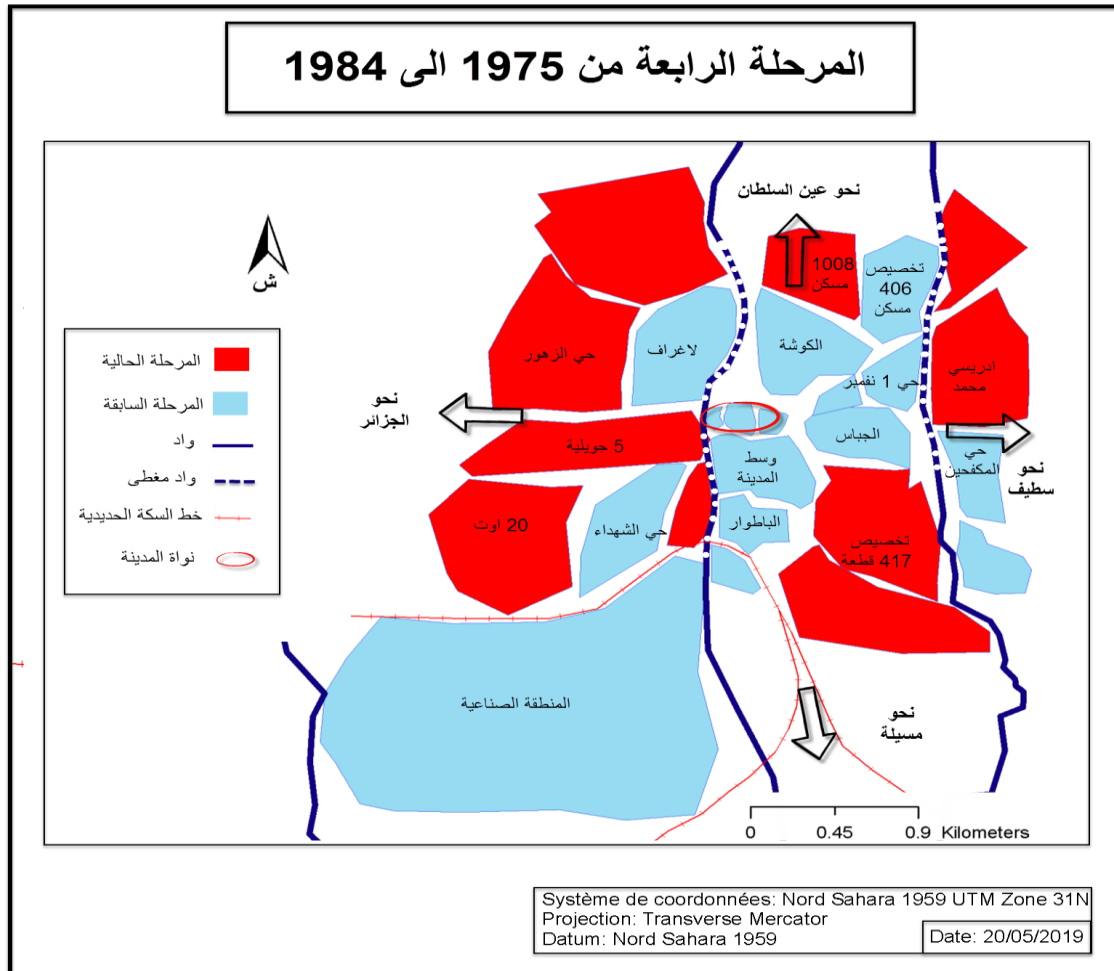 المرحلة الرابعة من 1975 الى 1984
نحو عين السلطان
ش
1008
مسكن
تخصيص
406
مسكن
المرحلة الحالية
المرحلة السابقة
واد
واد مغطى
خط السكة الحديدية
نواة المدينة
حي الزهور
لاغراف
الكوشة
حي 1 نفمبر
ادريسي
محمد
نحو
الجزائر
5 جويلية
وسط
المدينة
الجباس
حي
المكفحين
نحو
سطيف
20 اوت
حي الشهداء
الباطوار
تخصيص
417 قطعة
المنطقة الصناعية
نحو
مسيلة
0 0.45 0.9 Kilometers
Système de coordonnées: Nord Sahara 1959 UTM Zone 31N
Projection: Transverse Mercator
Datum: Nord Sahara 1959
Date: 20/05/2019